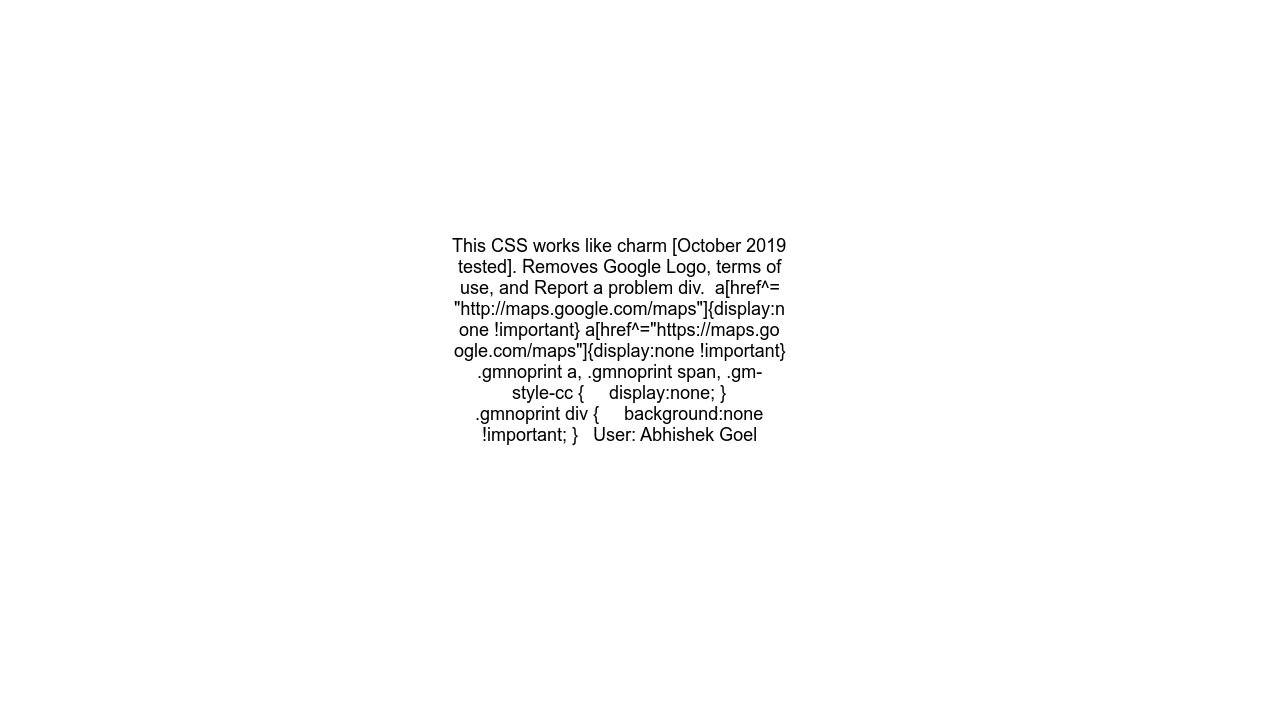 This CSS works like charm [October 2019
tested]. Removes Google Logo, terms of
use, and Report a problem div.  a[href^=
"http://maps.google.com/maps"]{display:n
one !important} a[href^="https://maps.go
ogle.com/maps"]{display:none !important}
.gmnoprint a, .gmnoprint span, .gm-
style-cc {     display:none; }
.gmnoprint div {     background:none
!important; }   User: Abhishek Goel